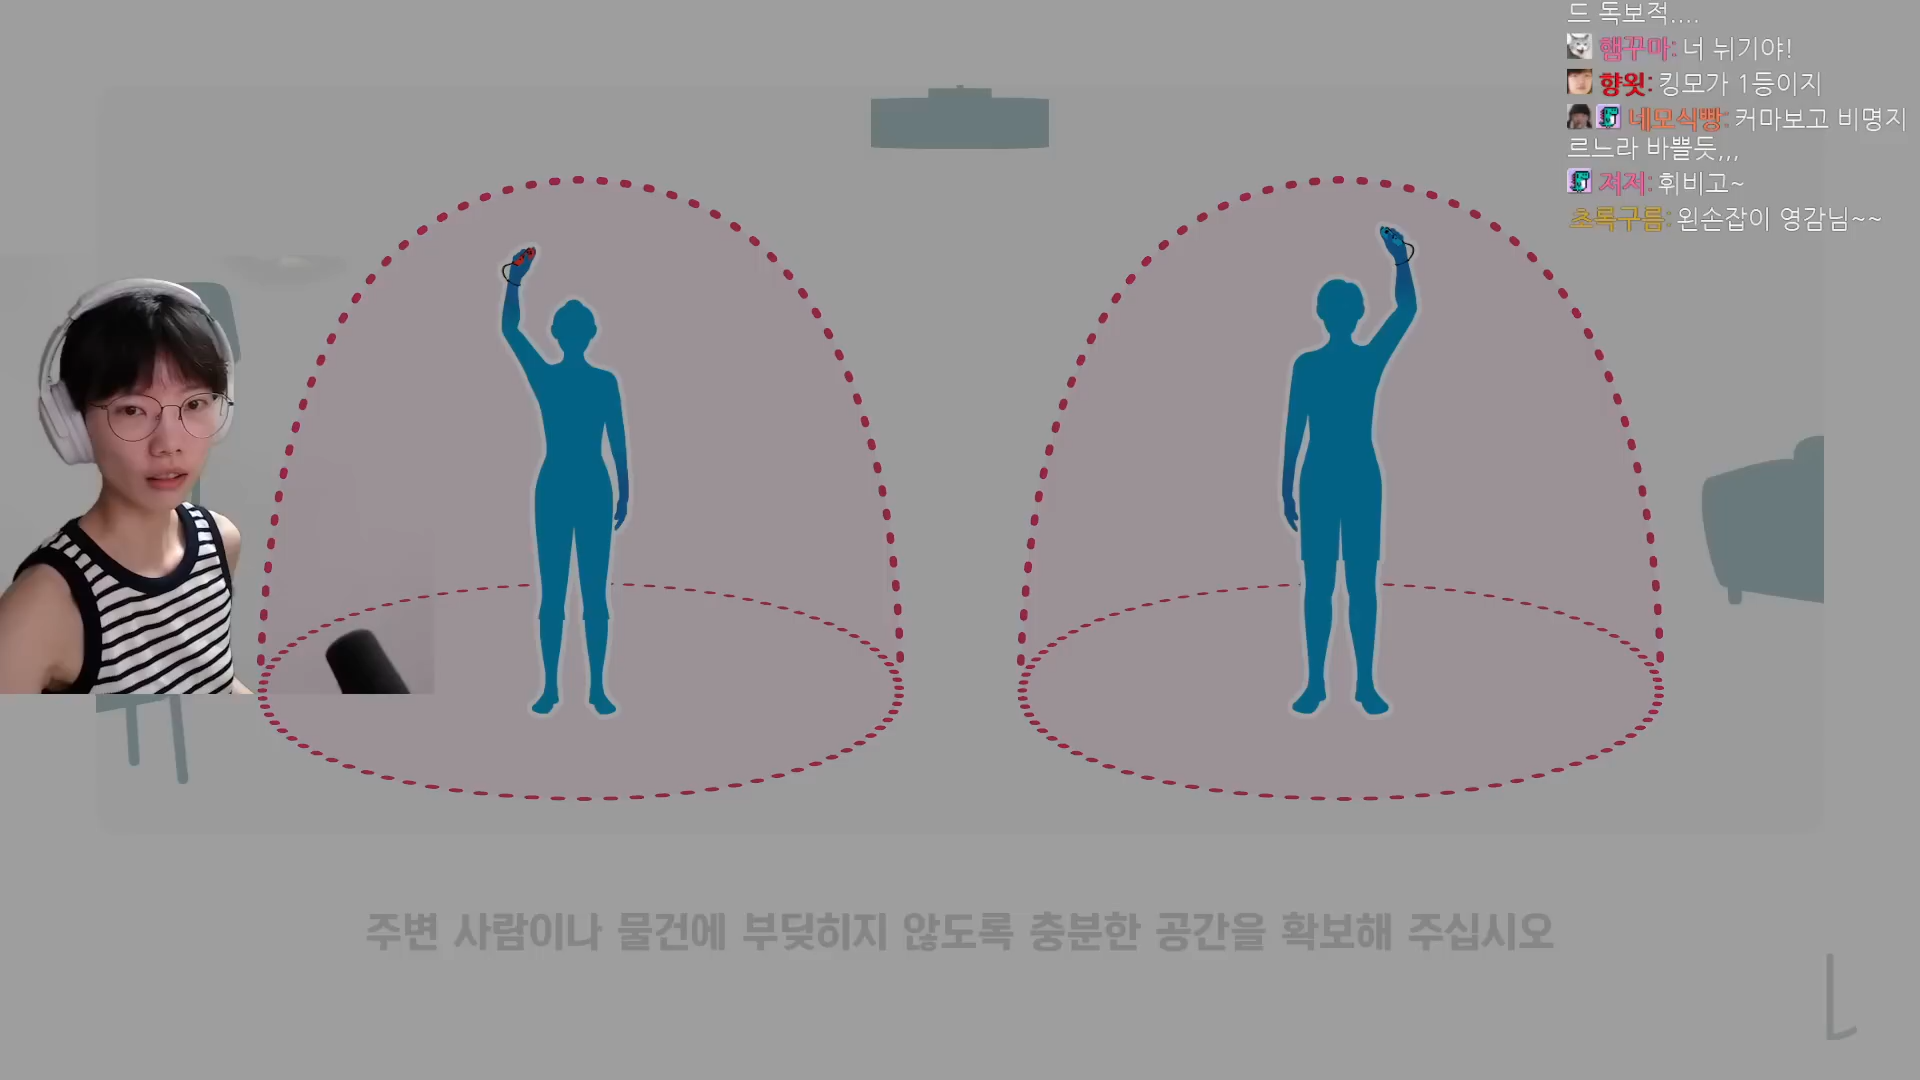 드 독보적....
햄꾸마: 너 뉘기야!
향윗: 킹모가 1등이지
네모식빵: 커마보고 비명지
르느라 바쁠듯,,,
져저: 휘비고~
초록구름: 왼손잡이 영감님~~
주변 사람이나 물건에 부딪히지 않도록 충분한 공간을 확보해 주십시오